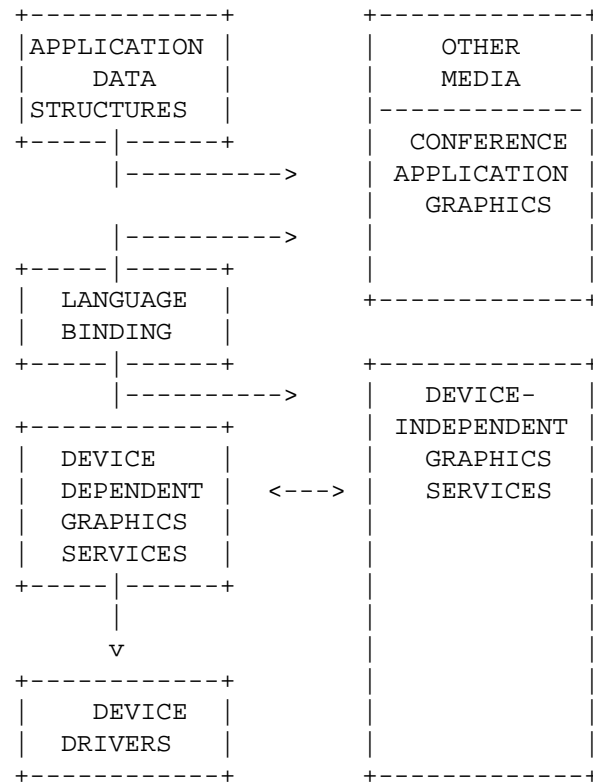 APPLICATION
DATA
STRUCTURES
OTHER
MEDIA
CONFERENCE
APPLICATION
GRAPHICS
LANGUAGE
BINDING
DEVICE-
INDEPENDENT
GRAPHICS
SERVICES
DEVICE
DEPENDENT
GRAPHICS
SERVICES
v
DEVICE
DRIVERS